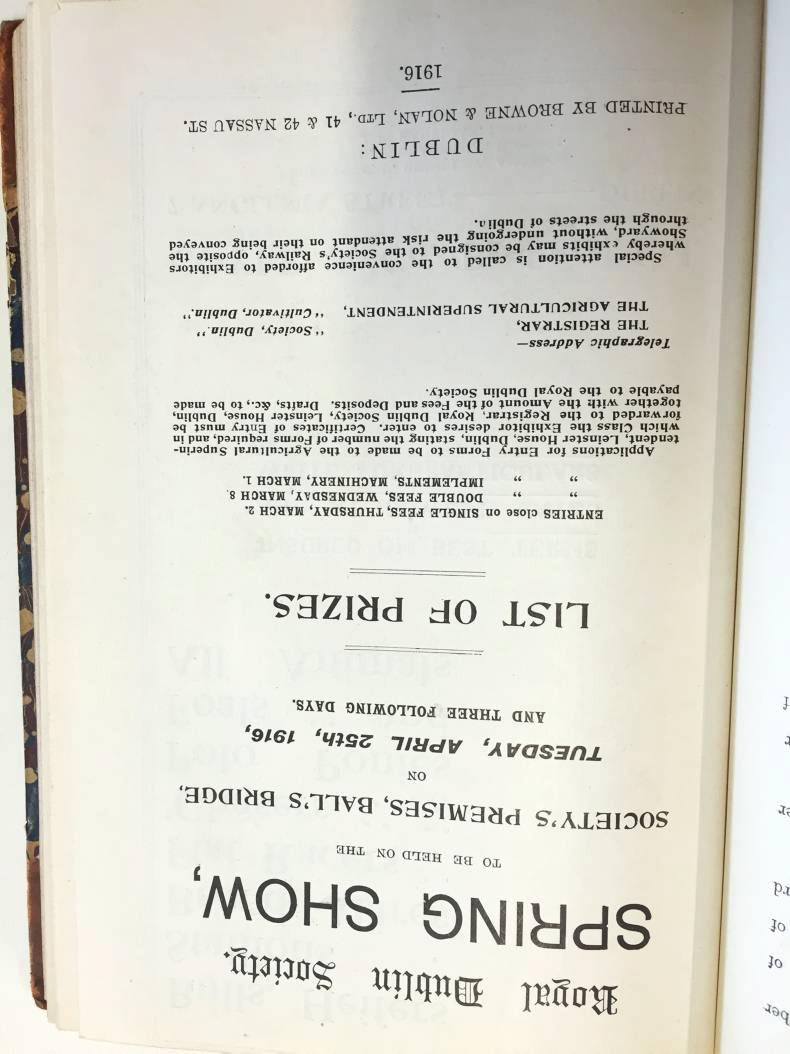 Royal Dublin Society.
SPRING SHOW,
TO BE HELD ON THE
SOCIETY'S PREMISES, BALL'S BRIDGE,
ON
TUESDAY, APRIL 25th, 1916,
AND THREE FOLLOWING DAYS.
LIST OF PRIZES.
ENTRIES close on SINGLE FEES, THURSDAY, MARCH 2.
„ „ DOUBLE FEES, WEDNESDAY, MARCH 8.
„ „ IMPLEMENTS, MACHINERY, MARCH 1.
Applications for Entry Forms to be made to the Agricultural Superin-
tendent, Leinster House, Dublin, stating the number of Forms required, and in
which Class the Exhibitor desires to enter. Certificates of Entry must be
forwarded to the Registrar, Royal Dublin Society, Leinster House, Dublin,
together with the Amount of the Fees and Deposits. Drafts, &c., to be made
payable to the Royal Dublin Society.
Telegraphic Address—
THE REGISTRAR, "Society, Dublin."
THE AGRICULTURAL SUPERINTENDENT, "Cultivator, Dublin."
Special attention is called to the convenience afforded to Exhibitors
whereby exhibits may be consigned to the Society's Railway, opposite the
Showyard, without undergoing the risk attendant on their being conveyed
through the streets of Dublin.
DUBLIN:
PRINTED BY BROWNE & NOLAN, LTD., 41 & 42 NASSAU ST.
1916.